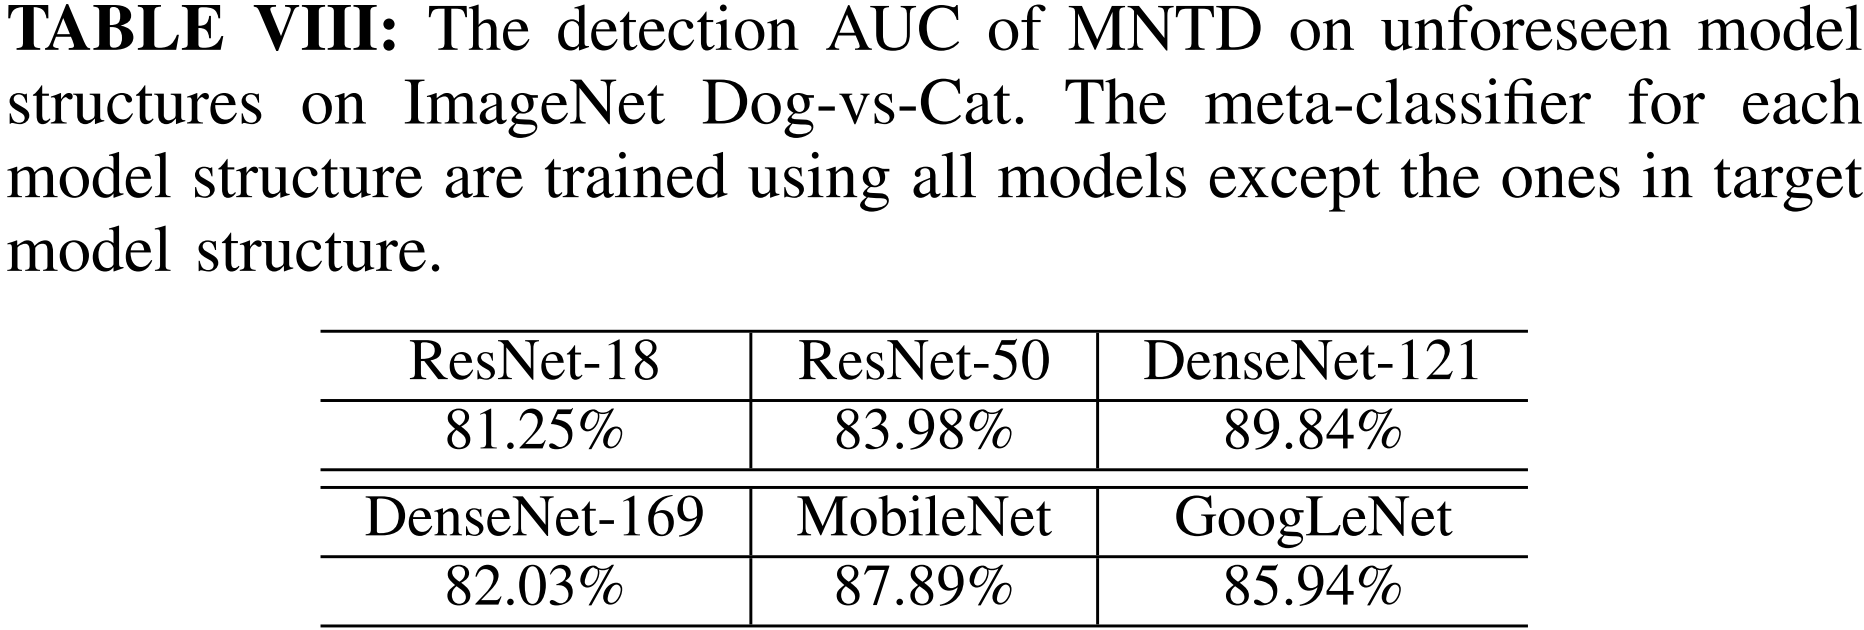 TABLE VIII: The detection AUC of MNTD on unforeseen model
structures on ImageNet Dog-vs-Cat. The meta-classifier for each
model structure are trained using all models except the ones in target
model structure.
ResNet-18 ResNet-50 DenseNet-121
81.25% 83.98% 89.84%
DenseNet-169 MobileNet GoogLeNet
82.03% 87.89% 85.94%